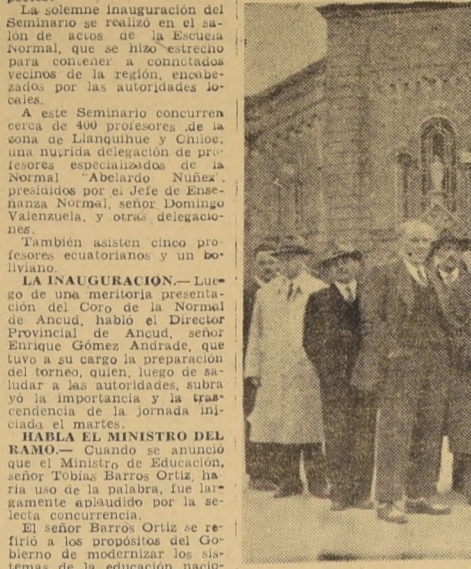 La solemne inauguración del
Seminario se realizó en el sa-
lón de actos de la Escuela
Normal, que se hizo estrecho
para contener a connotados
vecinos de la región, encabe-
zados por las autoridades lo-
cales.
A este Seminario concurren
cerca de 400 profesores de la
zona de Llanquihue y Chiloe,
una nutrida delegación de pro-
fesores especializados de la
Normal "Abelardo Núñez",
presididos por el Jefe de Ense-
ñanza Normal, señor Domingo
Valenzuela, y otras delegacio-
nes.
También asisten cinco pro-
fesores ecuatorianos y un bo-
liviano.
LA INAUGURACION.— Lue-
go de una meritoria presenta-
ción del Coro de la Normal
de Ancud, habló el Director
Provincial de Ancud, señor
Enrique Gómez Andrade, que
tuvo a su cargo la preparación
del torneo, quien, luego de sa-
ludar a las autoridades, subra
yó la importancia y la tras-
cendencia de la jornada ini-
ciada el martes.
HABLA EL MINISTRO DEL
RAMO.— Cuando se anunció
que el Ministro de Educación,
señor Tobías Barros Ortiz, ha
ría uso de la palabra, fue lar-
gamente aplaudido por la se-
lecta concurrencia.
El señor Barros Ortiz se re-
firió a los propósitos del Go-
bierno de modernizar los sis-
temas de la educación nacio-